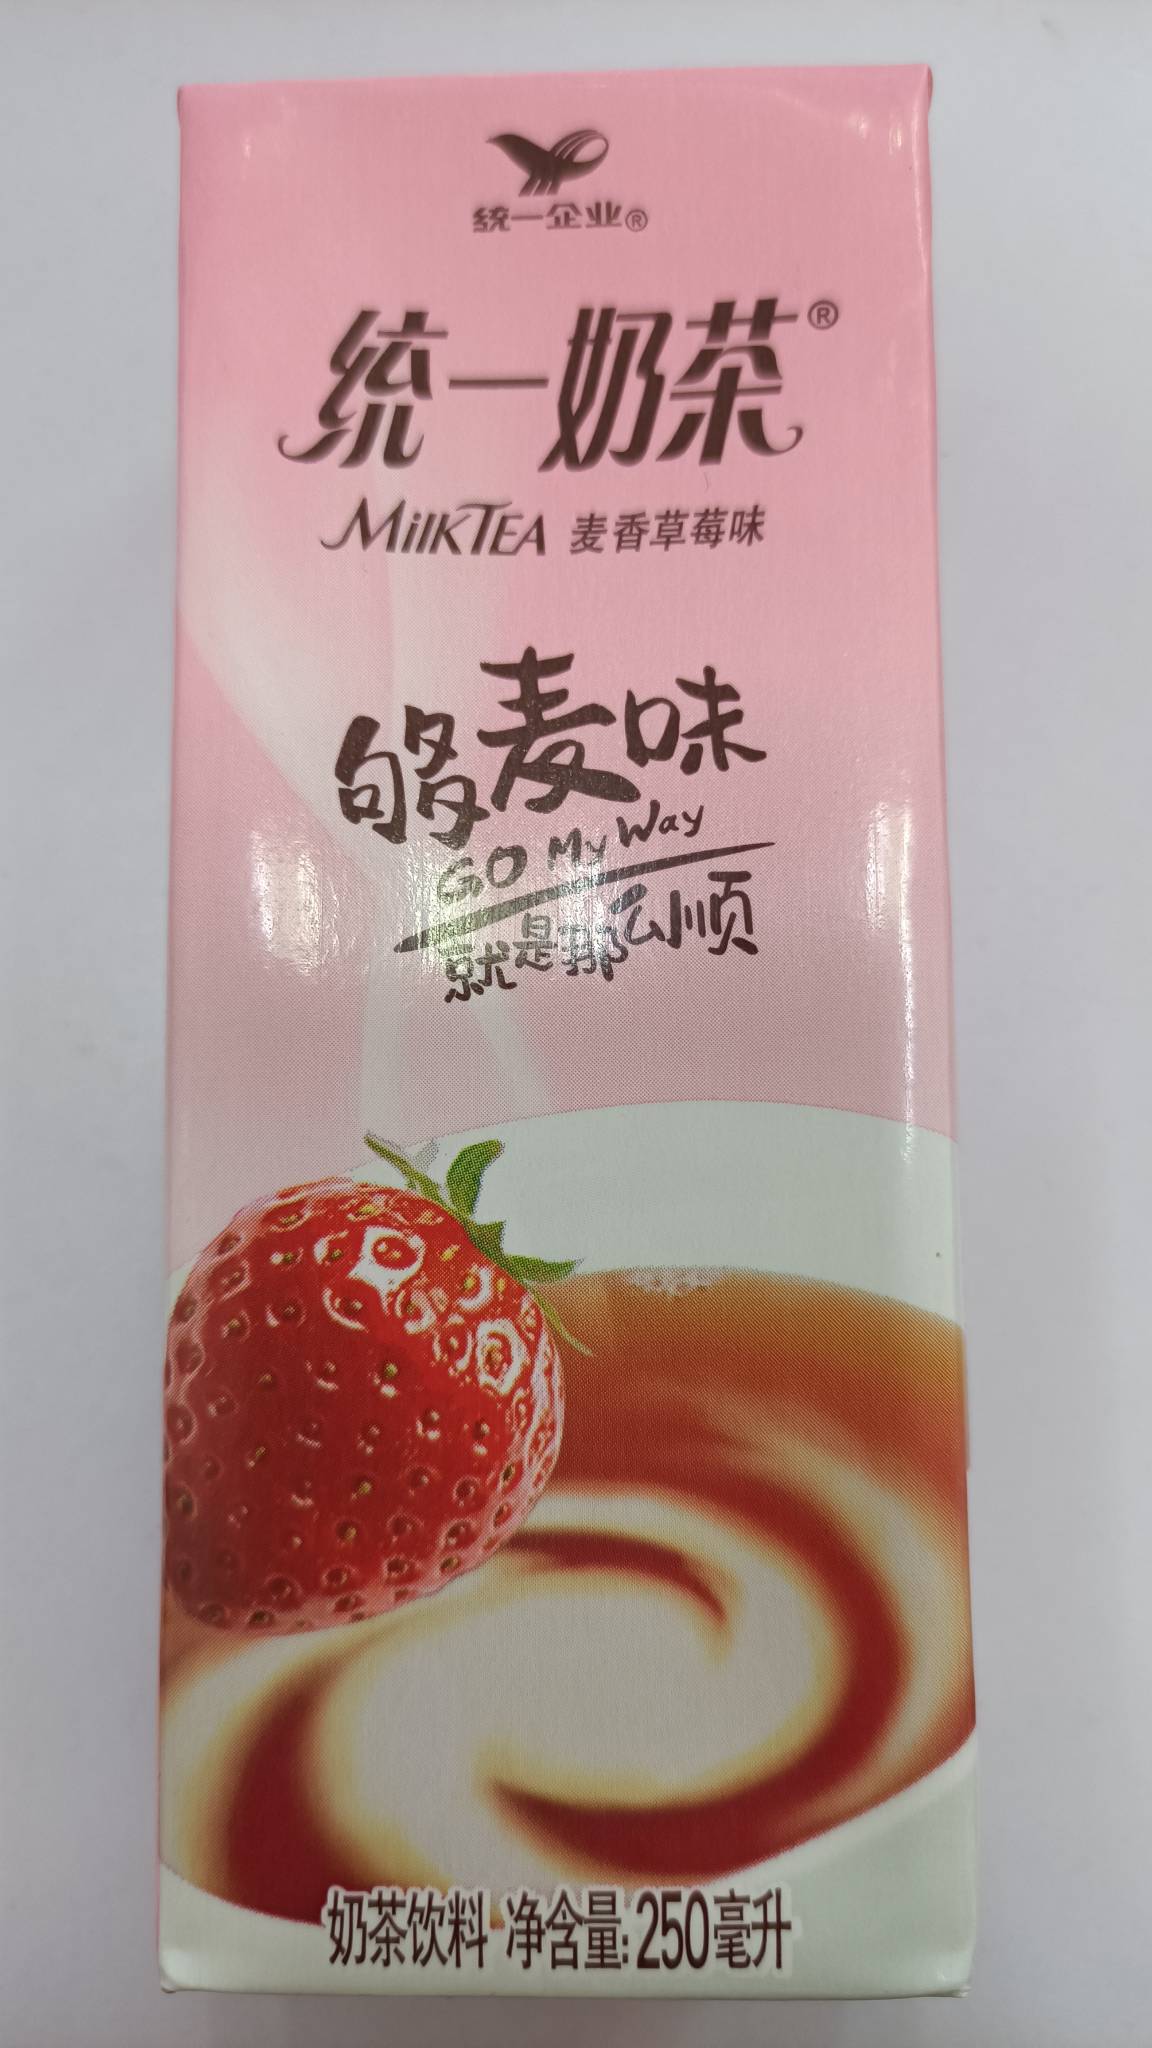 统一企业®
统一奶茶®
MilKTEA 麦香草莓味
够麦味
GO My Way
就是那么顺
奶茶饮料 净含量:250毫升